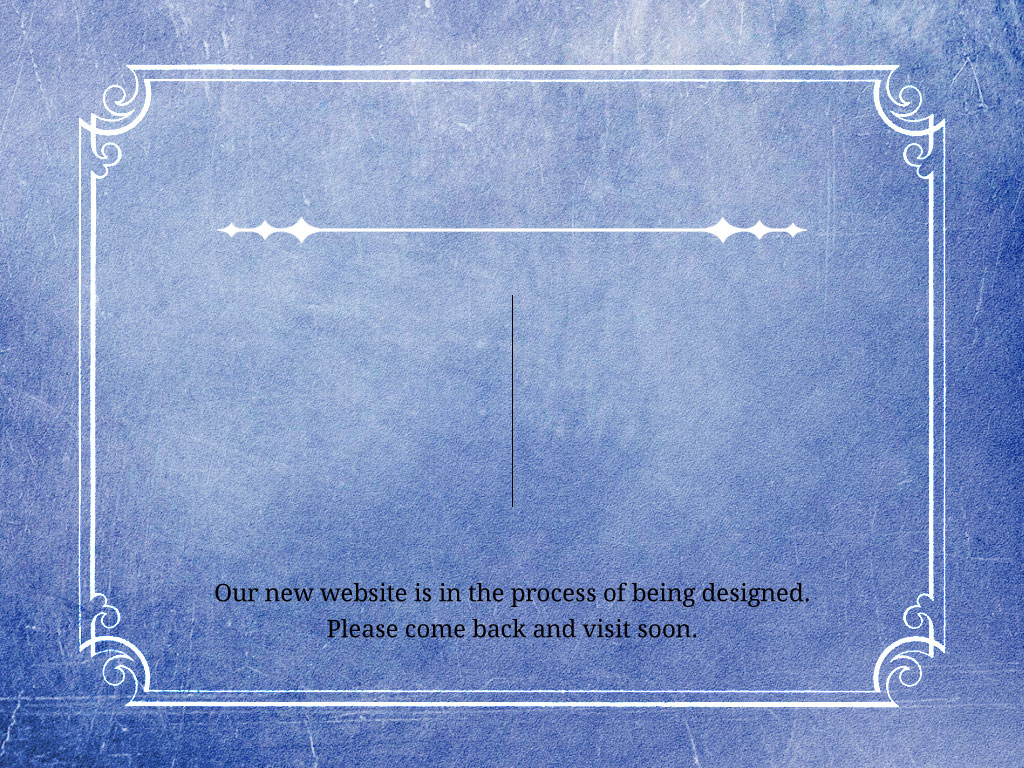 Our new website is in the process of being designed.
Please come back and visit soon.